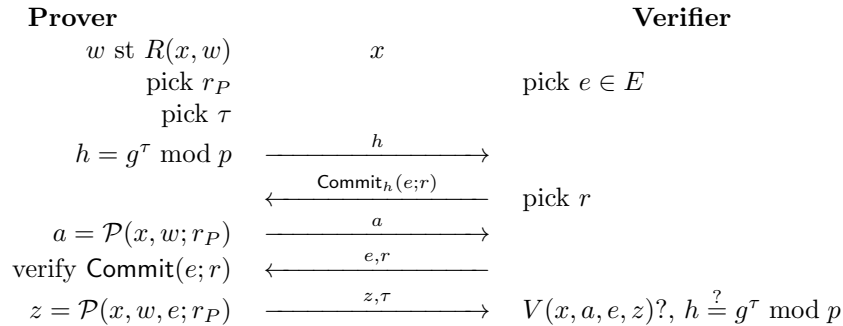 Prover Verifier
w st R(x, w) x
pick r_P pick e ∈ E
pick τ
h = g^τ mod p h
Commit_h(e; r) pick r
a = 𝒫(x, w; r_P) a
verify Commit(e; r) e, r
z = 𝒫(x, w, e; r_P) z, τ V(x, a, e, z)?, h ≟ g^τ mod p